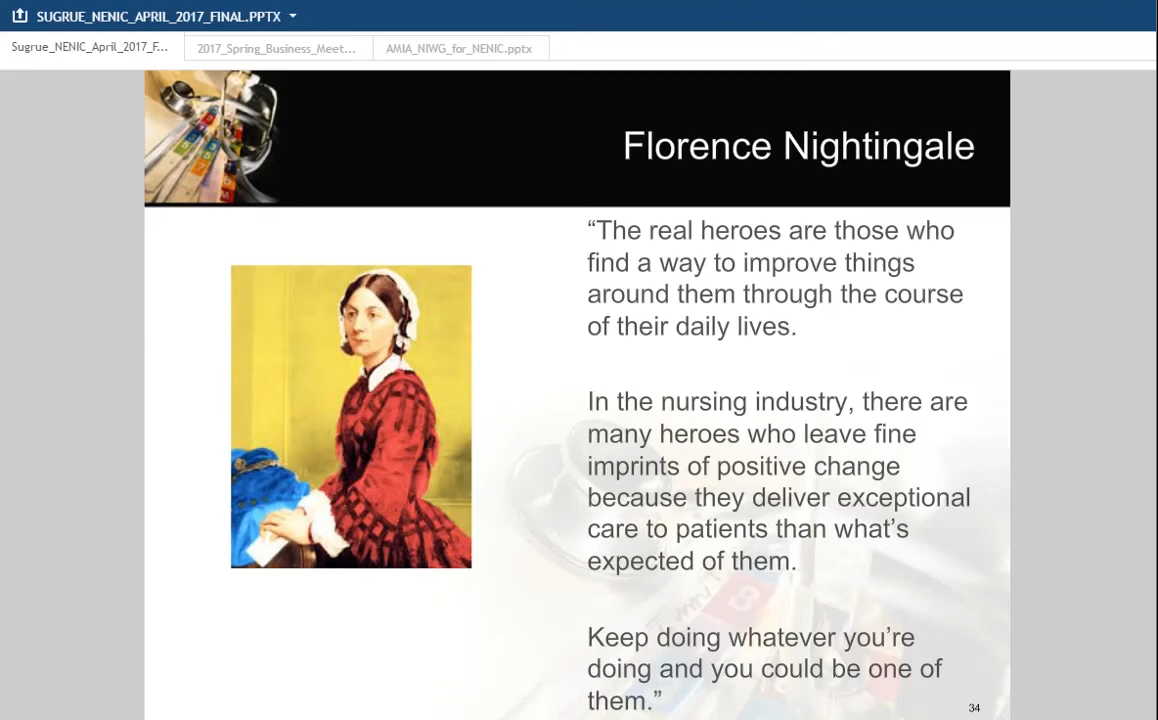 SUGRUE_NENIC_APRIL_2017_FINAL.PPTX
Sugrue_NENIC_April_2017_F...
2017_Spring_Business_Meet...
AMIA_NIWG_for_NENIC.pptx
Florence Nightingale
“The real heroes are those who
find a way to improve things
around them through the course
of their daily lives.
In the nursing industry, there are
many heroes who leave fine
imprints of positive change
because they deliver exceptional
care to patients than what’s
expected of them.
Keep doing whatever you’re
doing and you could be one of
them.”
34